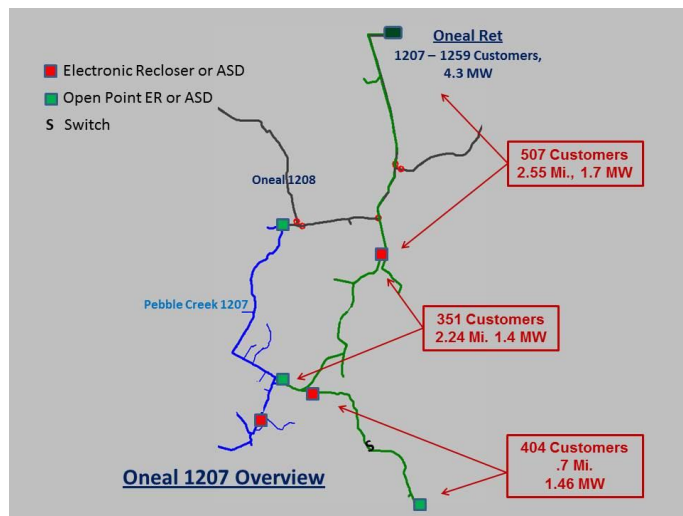 Oneal Ret
1207 – 1259 Customers,
4.3 MW
Electronic Recloser or ASD
Open Point ER or ASD
S Switch
507 Customers
2.55 Mi., 1.7 MW
Oneal 1208
Pebble Creek 1207
351 Customers
2.24 Mi. 1.4 MW
S
404 Customers
.7 Mi.
1.46 MW
Oneal 1207 Overview